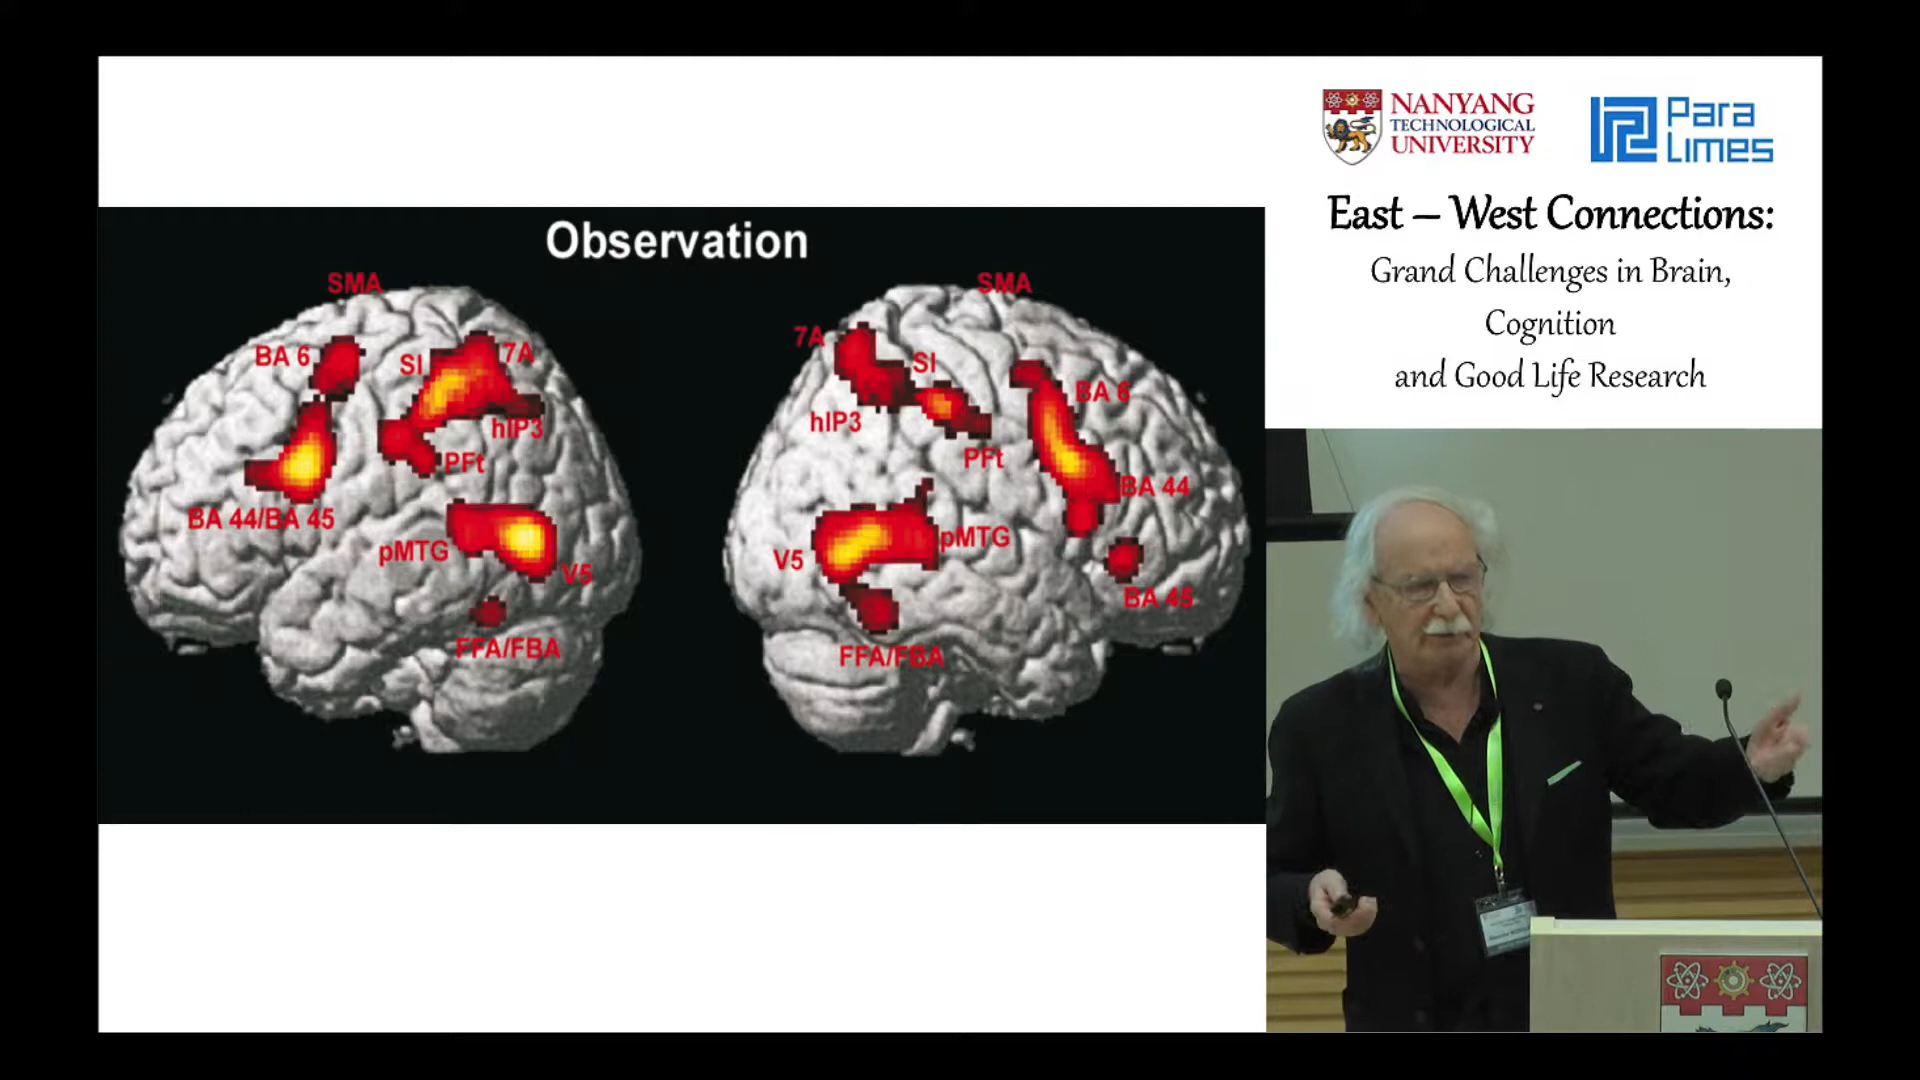 Observation
SMA
BA 6
SI
7A
hIP3
PFt
BA 44/BA 45
pMTG
V5
FFA/FBA
SMA
7A
SI
BA 6
hIP3
PFt
BA 44
V5
pMTG
BA 45
FFA/FBA
NANYANG
TECHNOLOGICAL
UNIVERSITY
Para
Limes
East – West Connections:
Grand Challenges in Brain,
Cognition
and Good Life Research